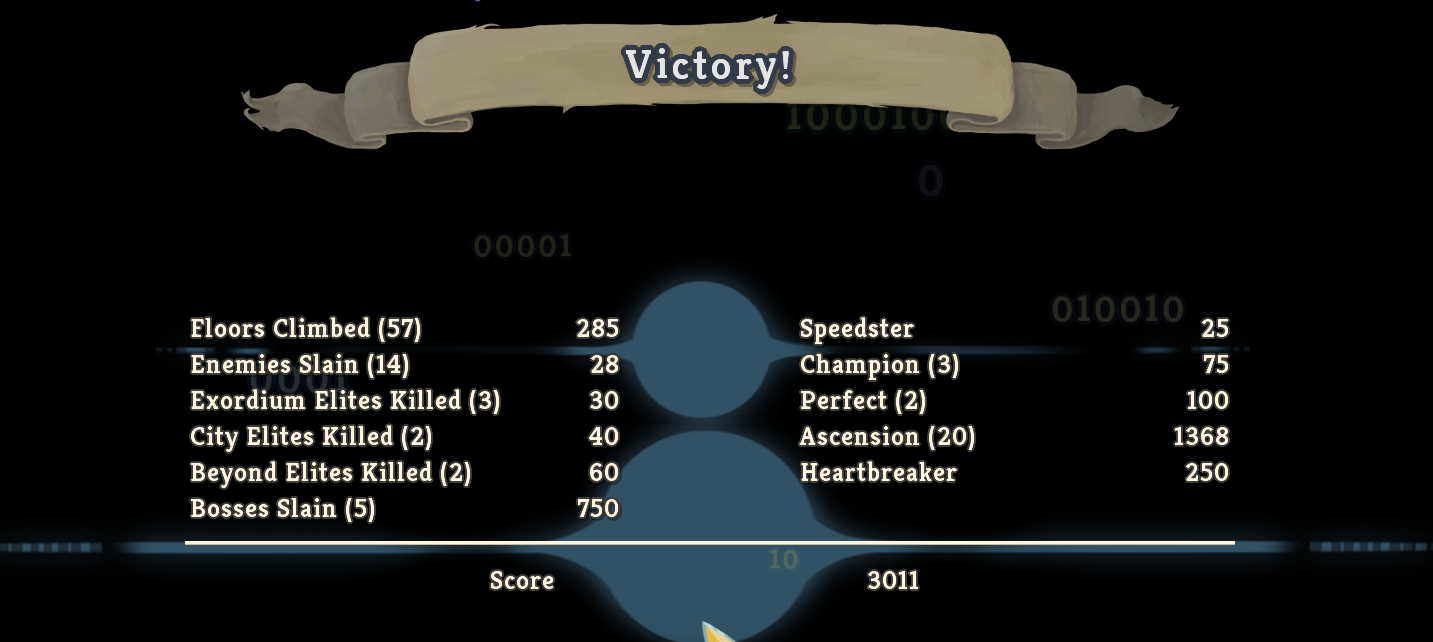 Victory!
1000100
0
00001
010010
0001
Floors Climbed (57) 285
Enemies Slain (14) 28
Exordium Elites Killed (3) 30
City Elites Killed (2) 40
Beyond Elites Killed (2) 60
Bosses Slain (5) 750
Speedster 25
Champion (3) 75
Perfect (2) 100
Ascension (20) 1368
Heartbreaker 250
10
Score 3011